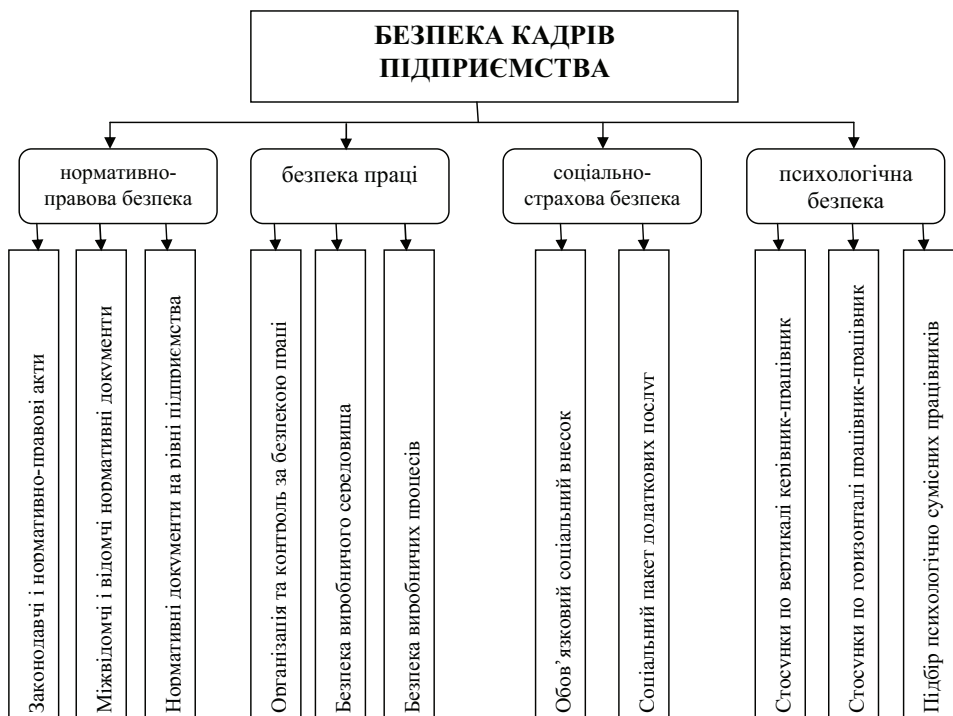 БЕЗПЕКА КАДРІВ
ПІДПРИЄМСТВА
нормативно-
правова безпека
безпека праці
соціально-
страхова безпека
психологічна
безпека
Законодавчі і нормативно-правові акти
Міжвідомчі і відомчі нормативні документи
Нормативні документи на рівні підприємства
Організація та контроль за безпекою праці
Безпека виробничого середовища
Безпека виробничих процесів
Обов’язковий соціальний внесок
Соціальний пакет додаткових послуг
Стосунки по вертикалі керівник-працівник
Стосунки по горизонталі працівник-працівник
Підбір психологічно сумісних працівників